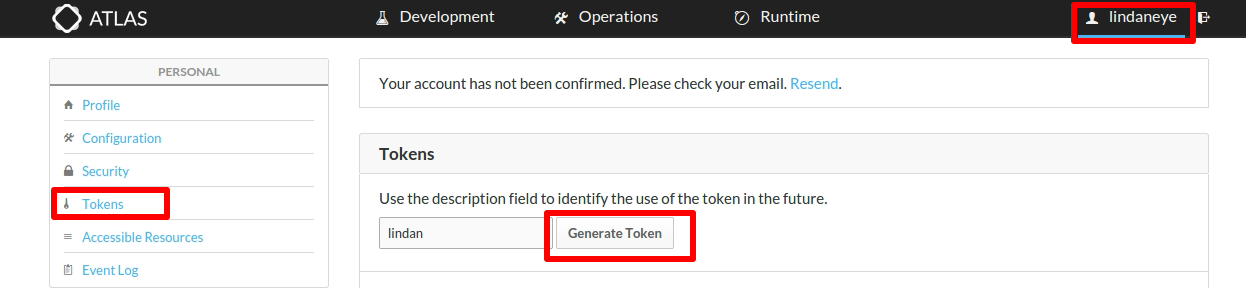 ATLAS Development Operations Runtime lindaneye
PERSONAL
Profile
Configuration
Security
Tokens
Accessible Resources
Event Log
Your account has not been confirmed. Please check your email. Resend.
Tokens
Use the description field to identify the use of the token in the future.
lindan Generate Token